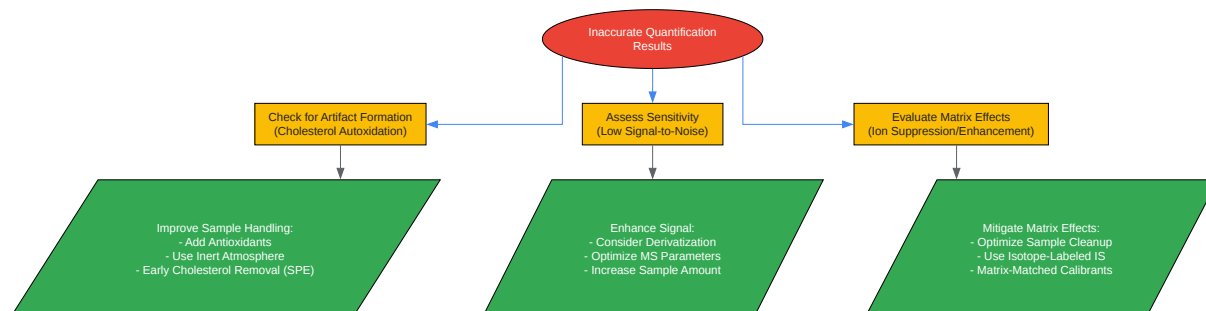 Inaccurate Quantification
Results
Check for Artifact Formation
(Cholesterol Autoxidation)
Assess Sensitivity
(Low Signal-to-Noise)
Evaluate Matrix Effects
(Ion Suppression/Enhancement)
Improve Sample Handling:
- Add Antioxidants
- Use Inert Atmosphere
- Early Cholesterol Removal (SPE)
Enhance Signal:
- Consider Derivatization
- Optimize MS Parameters
- Increase Sample Amount
Mitigate Matrix Effects:
- Optimize Sample Cleanup
- Use Isotope-Labeled IS
- Matrix-Matched Calibrants